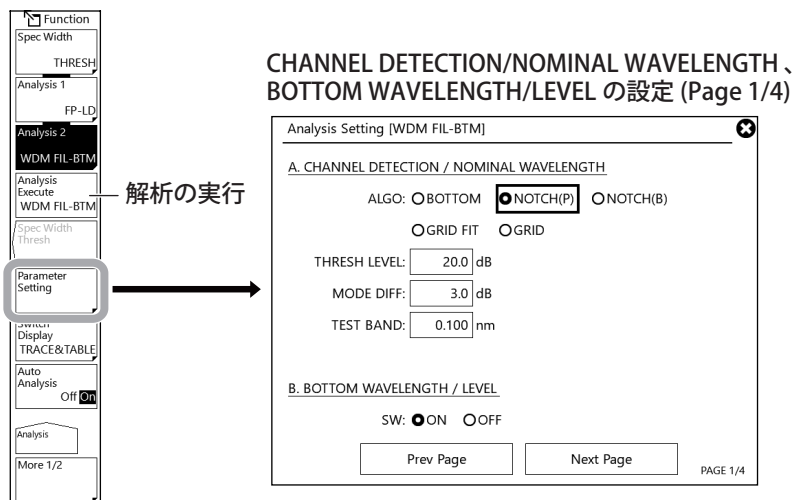 Function
Spec Width
THRESH
Analysis 1
FP-LD
Analysis 2
WDM FIL-BTM
Analysis
Execute
WDM FIL-BTM
Spec Width
Thresh
Parameter
Setting
Switch
Display
TRACE&TABLE
Auto
Analysis
Off On
Analysis
More 1/2
解析の実行
CHANNEL DETECTION/NOMINAL WAVELENGTH 、
BOTTOM WAVELENGTH/LEVEL の設定 (Page 1/4)
Analysis Setting [WDM FIL-BTM]
A. CHANNEL DETECTION / NOMINAL WAVELENGTH
ALGO: BOTTOM NOTCH(P) NOTCH(B)
GRID FIT GRID
THRESH LEVEL: 20.0 dB
MODE DIFF: 3.0 dB
TEST BAND: 0.100 nm
B. BOTTOM WAVELENGTH / LEVEL
SW: ON OFF
Prev Page Next Page
PAGE 1/4